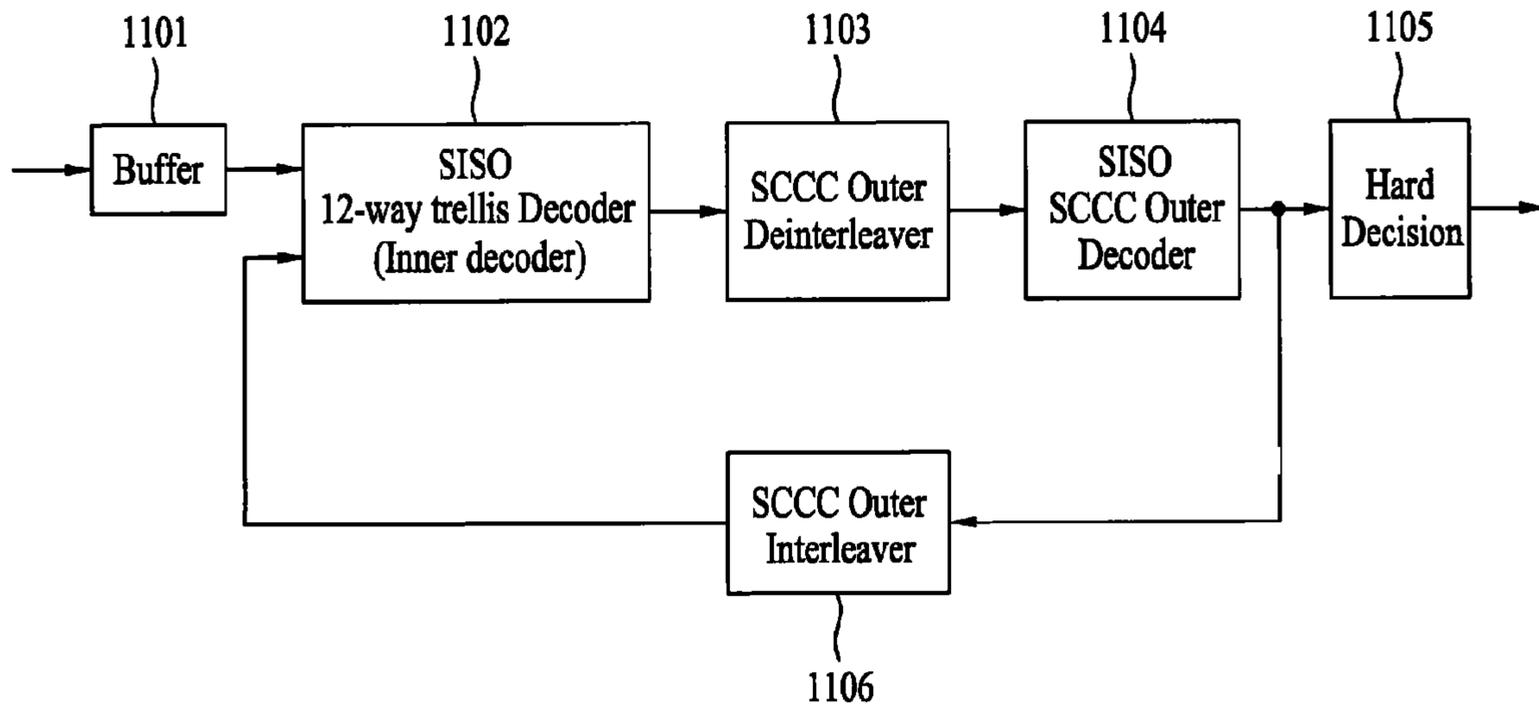 1101
1102
1103
1104
1105
Buffer
SISO
12-way trellis Decoder
(Inner decoder)
SCCC Outer
Deinterleaver
SISO
SCCC Outer
Decoder
Hard
Decision
SCCC Outer
Interleaver
1106